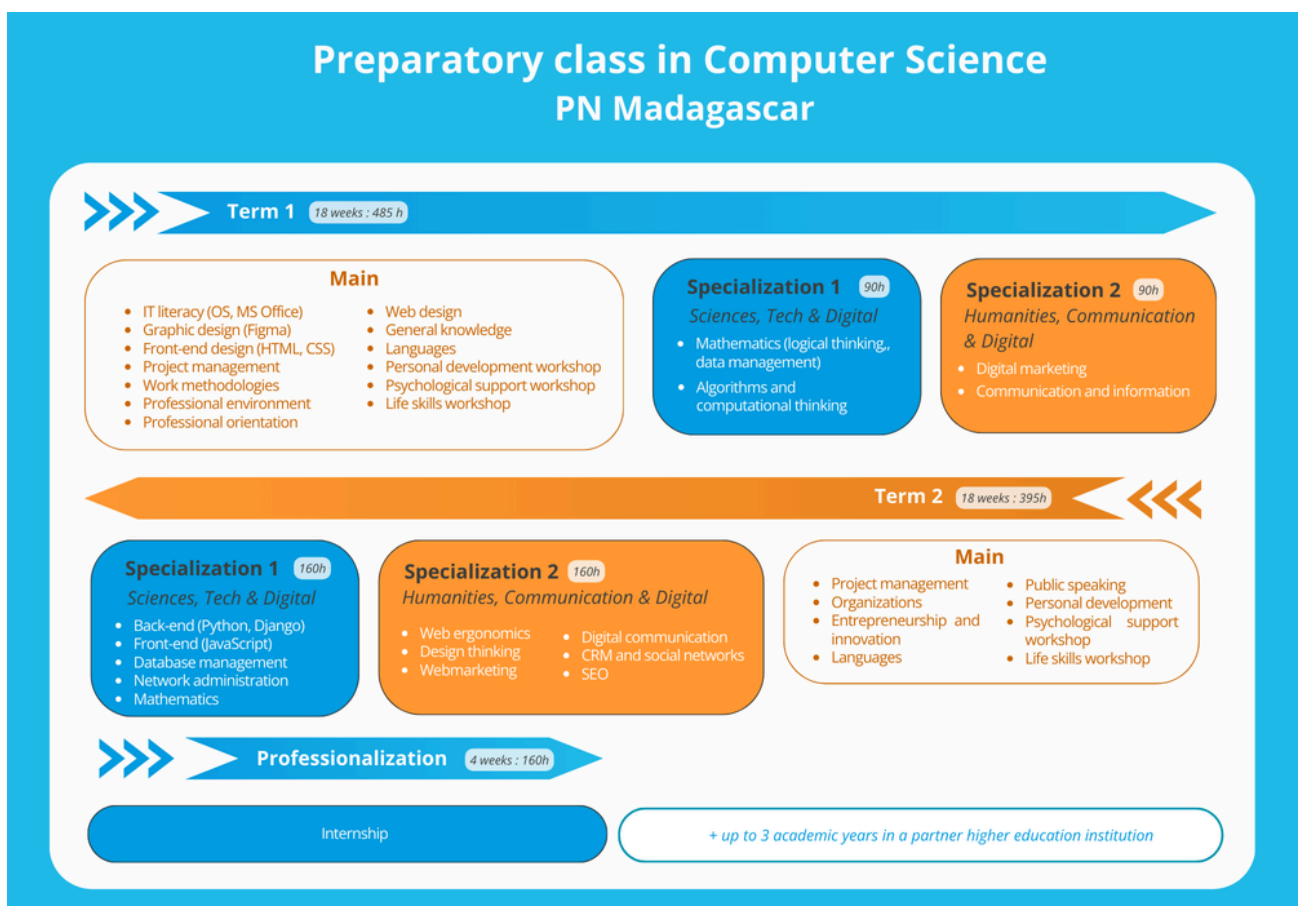 Preparatory class in Computer Science
PN Madagascar
Term 1
18 weeks : 485 h
Main
IT literacy (OS, MS Office)
Graphic design (Figma)
Front-end design (HTML, CSS)
Project management
Work methodologies
Professional environment
Professional orientation
Web design
General knowledge
Languages
Personal development workshop
Psychological support workshop
Life skills workshop
Specialization 1
90h
Sciences, Tech & Digital
Mathematics (logical thinking,,
data management)
Algorithms and
computational thinking
Specialization 2
90h
Humanities, Communication
& Digital
Digital marketing
Communication and information
Term 2
18 weeks : 395h
Specialization 1
160h
Sciences, Tech & Digital
Back-end (Python, Django)
Front-end (JavaScript)
Database management
Network administration
Mathematics
Specialization 2
160h
Humanities, Communication & Digital
Web ergonomics
Design thinking
Webmarketing
Digital communication
CRM and social networks
SEO
Main
Project management
Organizations
Entrepreneurship and
innovation
Languages
Public speaking
Personal development
Psychological support
workshop
Life skills workshop
Professionalization
4 weeks : 160h
Internship
+ up to 3 academic years in a partner higher education institution